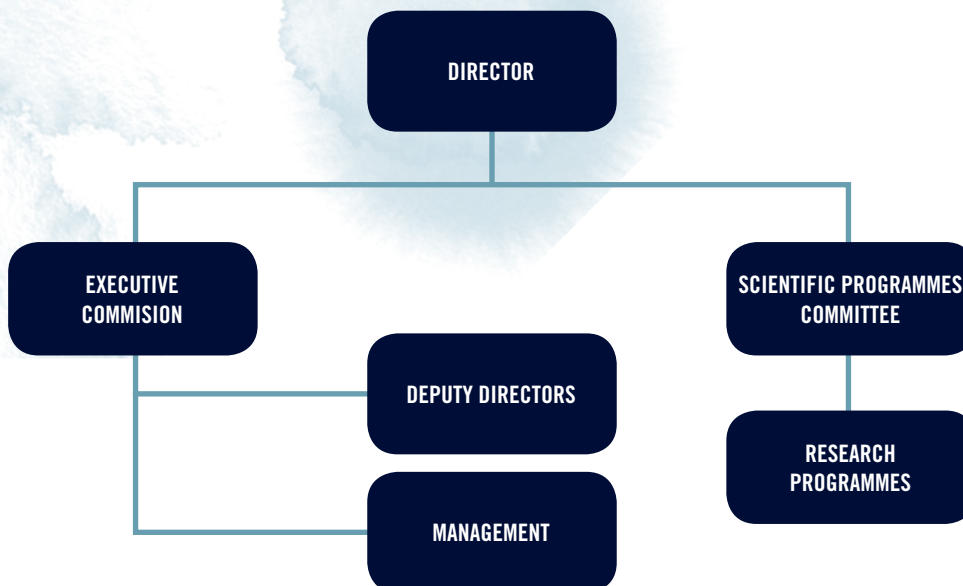 DIRECTOR
EXECUTIVE
COMMISION
SCIENTIFIC PROGRAMMES
COMMITTEE
DEPUTY DIRECTORS
RESEARCH
PROGRAMMES
MANAGEMENT